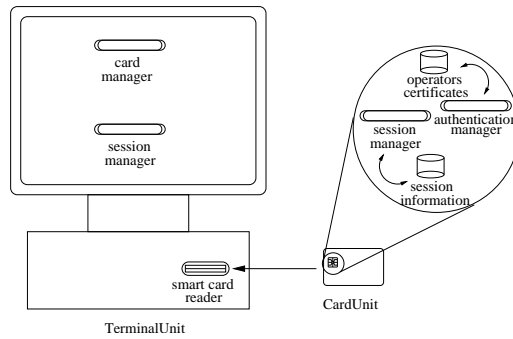 card
manager
session
manager
smart card
reader
TerminalUnit
operators
certificates
authentication
manager
session
manager
session
information
CardUnit